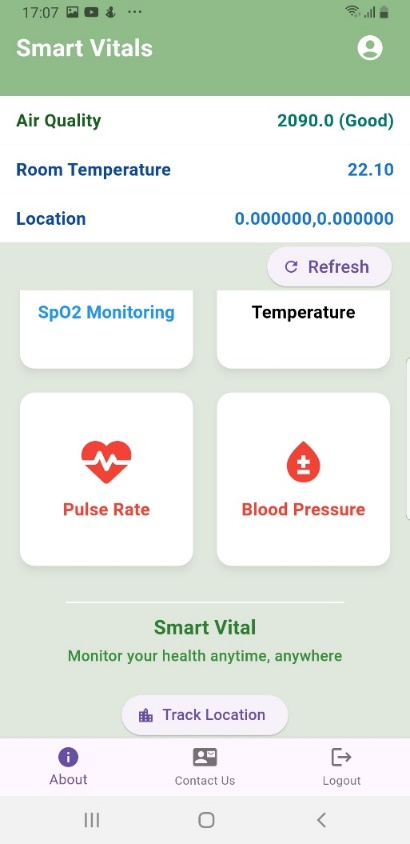 17:07
Smart Vitals
Air Quality 2090.0 (Good)
Room Temperature 22.10
Location 0.000000,0.000000
Refresh
SpO2 Monitoring Temperature
Pulse Rate Blood Pressure
Smart Vital
Monitor your health anytime, anywhere
Track Location
About Contact Us Logout